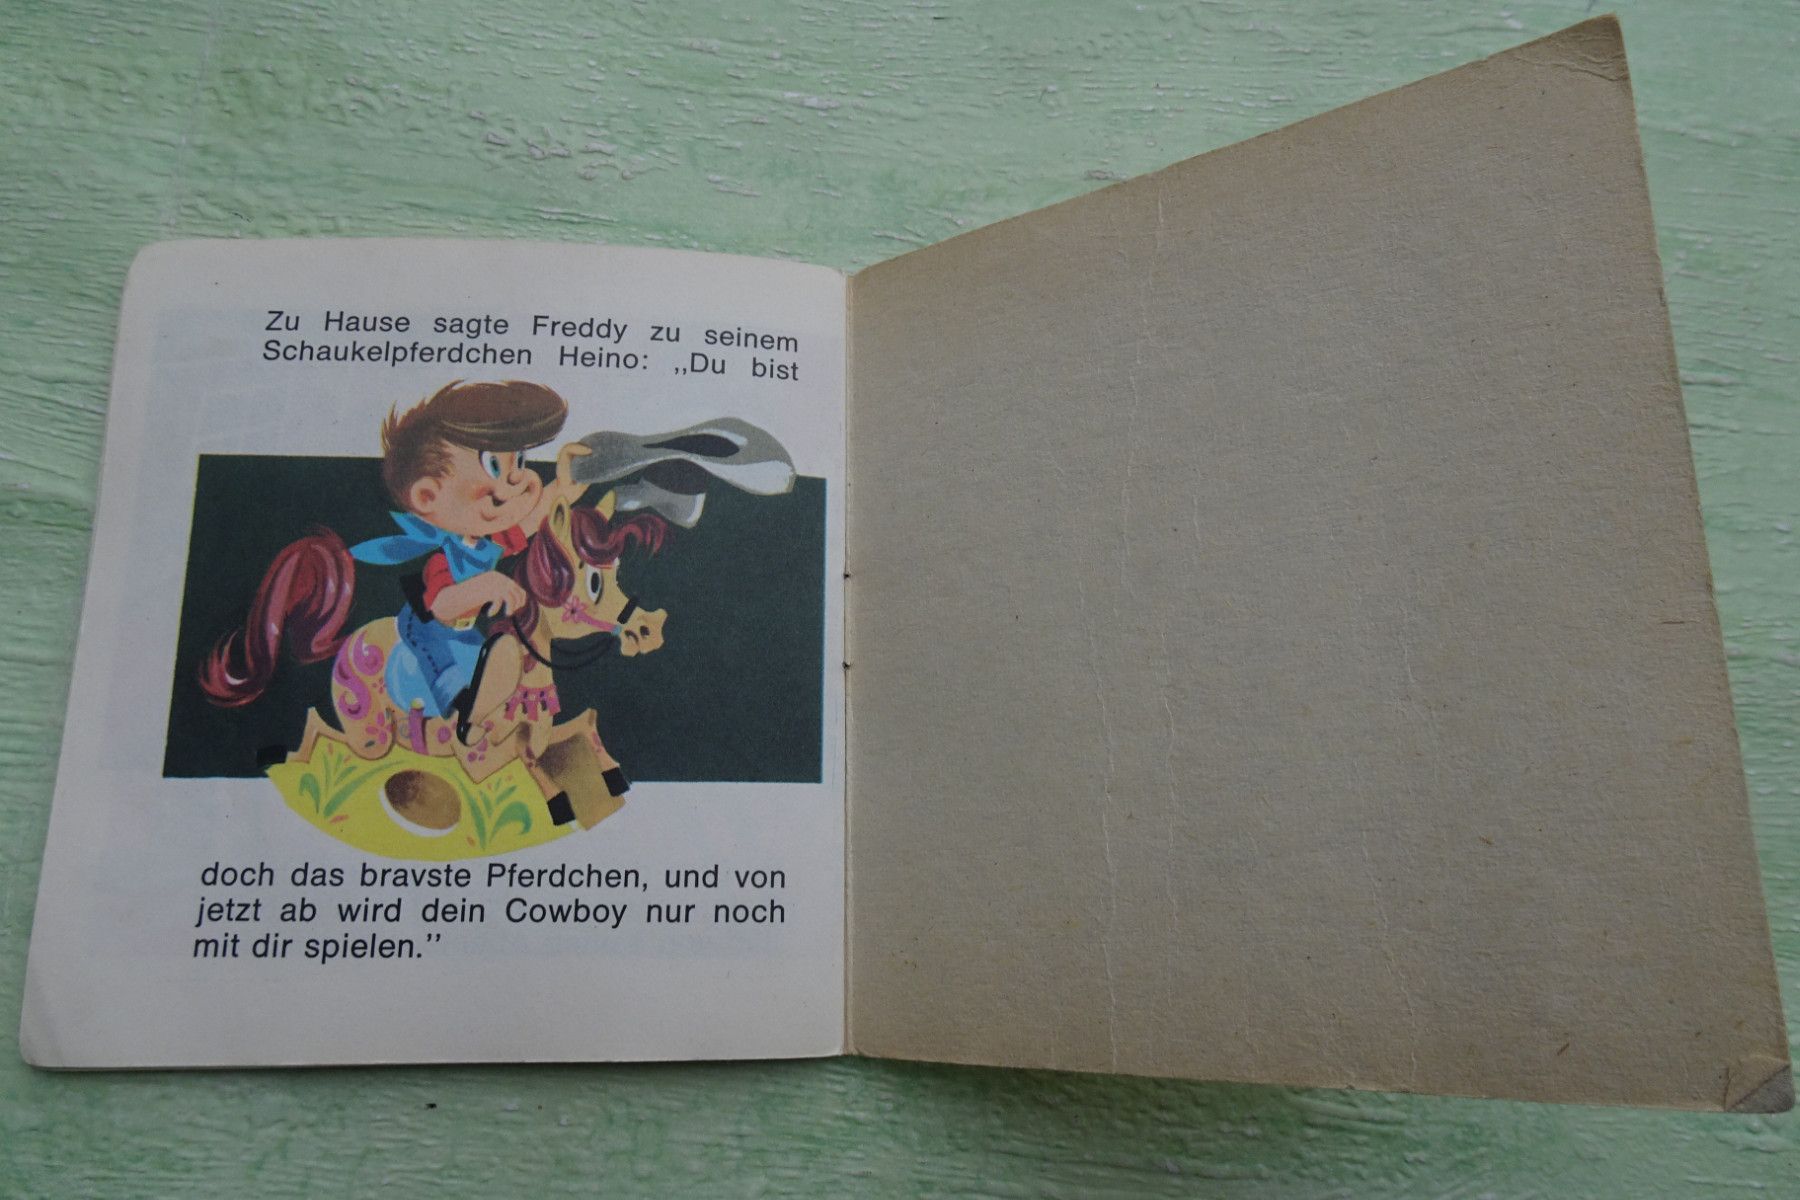 Zu Hause sagte Freddy zu seinem
Schaukelpferdchen Heino: ,,Du bist
doch das bravste Pferdchen, und von
jetzt ab wird dein Cowboy nur noch
mit dir spielen.’’